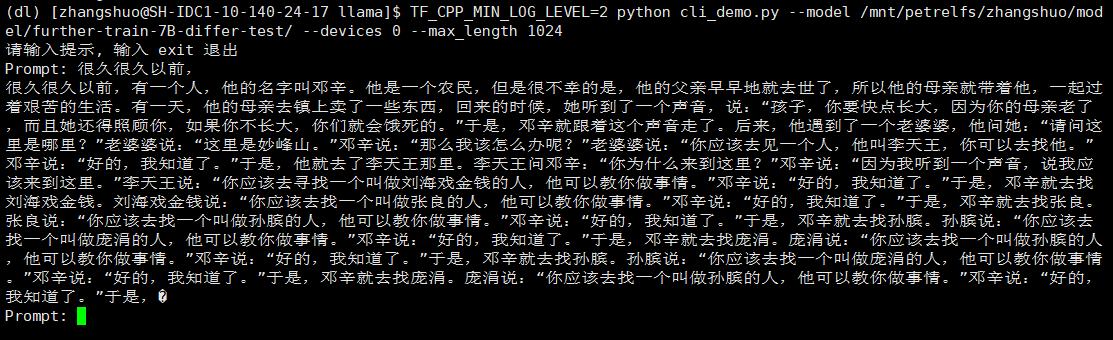 (dl) [zhangshuo@SH-IDC1-10-140-24-17 llama]$ TF_CPP_MIN_LOG_LEVEL=2 python cli_demo.py --model /mnt/petrelfs/zhangshuo/mod
el/further-train-7B-differ-test/ --devices 0 --max_length 1024
请输入提示, 输入 exit 退出
Prompt: 很久很久以前，
很久很久以前，有一个人，他的名字叫邓辛。他是一个农民，但是很不幸的是，他的父亲早早地就去世了，所以他的母亲就带着他，一起过
着艰苦的生活。有一天，他的母亲去镇上卖了一些东西，回来的时候，她听到了一个声音，说：“孩子，你要快点长大，因为你的母亲老了
，而且她还得照顾你，如果你不长大，你们就会饿死的。”于是，邓辛就跟着这个声音走了。后来，他遇到了一个老婆婆，他问她：“请问这
里是哪里？”老婆婆说：“这里是妙峰山。”邓辛说：“那么我该怎么办呢？”老婆婆说：“你应该去见一个人，他叫李天王，你可以去找他。”
邓辛说：“好的，我知道了。”于是，他就去了李天王那里。李天王问邓辛：“你为什么来到这里？”邓辛说：“因为我听到一个声音，说我应
该来到这里。”李天王说：“你应该去寻找一个叫做刘海戏金钱的人，他可以教你做事情。”邓辛说：“好的，我知道了。”于是，邓辛就去找
刘海戏金钱。刘海戏金钱说：“你应该去找一个叫做张良的人，他可以教你做事情。”邓辛说：“好的，我知道了。”于是，邓辛就去找张良。
张良说：“你应该去找一个叫做孙膑的人，他可以教你做事情。”邓辛说：“好的，我知道了。”于是，邓辛就去找孙膑。孙膑说：“你应该去
找一个叫做庞涓的人，他可以教你做事情。”邓辛说：“好的，我知道了。”于是，邓辛就去找庞涓。庞涓说：“你应该去找一个叫做孙膑的人
，他可以教你做事情。”邓辛说：“好的，我知道了。”于是，邓辛就去找孙膑。孙膑说：“你应该去找一个叫做庞涓的人，他可以教你做事情
。”邓辛说：“好的，我知道了。”于是，邓辛就去找庞涓。庞涓说：“你应该去找一个叫做孙膑的人，他可以教你做事情。”邓辛说：“好的，
我知道了。”于是，�
Prompt: